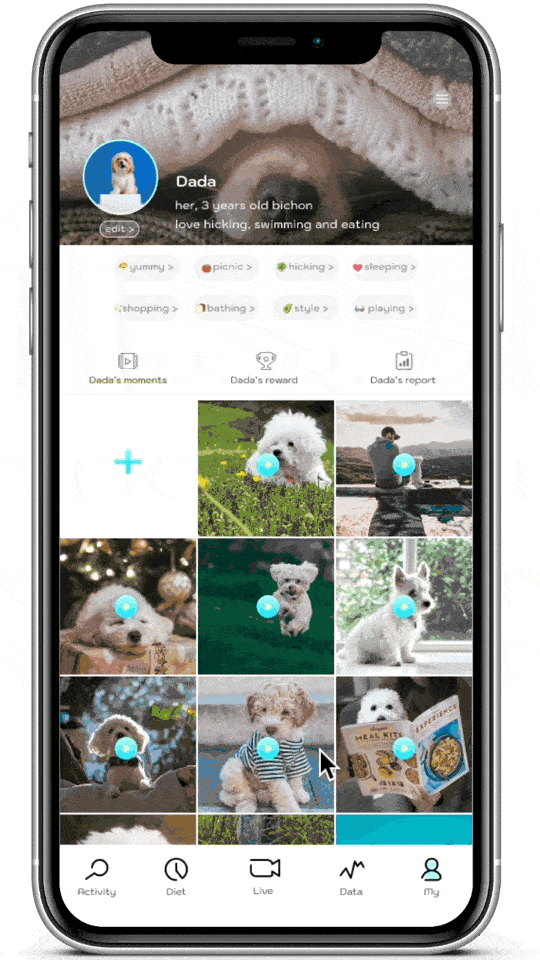 Dada
her, 3 years old bichon
love hicking, swimming and eating
edit >
yummy >
picnic >
hicking >
sleeping >
shopping >
bathing >
style >
playing >
Dada's moments
Dada's reward
Dada's report
MEAL KITS
EXPERIENCE
Activity
Diet
Live
Data
My